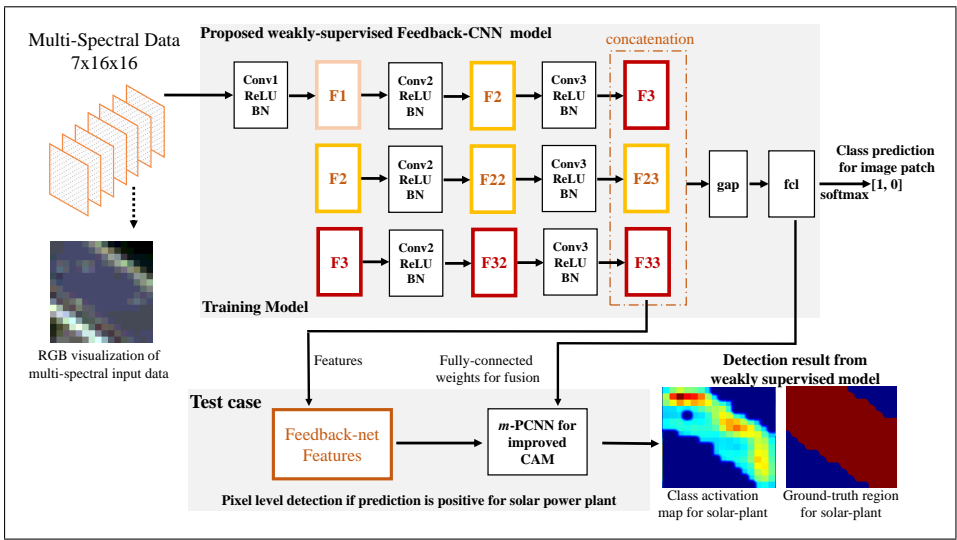 Multi-Spectral Data
7x16x16
Proposed weakly-supervised Feedback-CNN model
concatenation
Conv1
ReLU
BN
F1
Conv2
ReLU
BN
F2
Conv3
ReLU
BN
F3
F2
Conv2
ReLU
BN
F22
Conv3
ReLU
BN
F23
gap
fcl
Class prediction
for image patch
[1, 0]
softmax
F3
Conv2
ReLU
BN
F32
Conv3
ReLU
BN
F33
Training Model
RGB visualization of
multi-spectral input data
Features
Fully-connected
weights for fusion
Detection result from
weakly supervised model
Test case
Feedback-net
Features
m-PCNN for
improved
CAM
Pixel level detection if prediction is positive for solar power plant
Class activation
map for solar-plant
Ground-truth region
for solar-plant